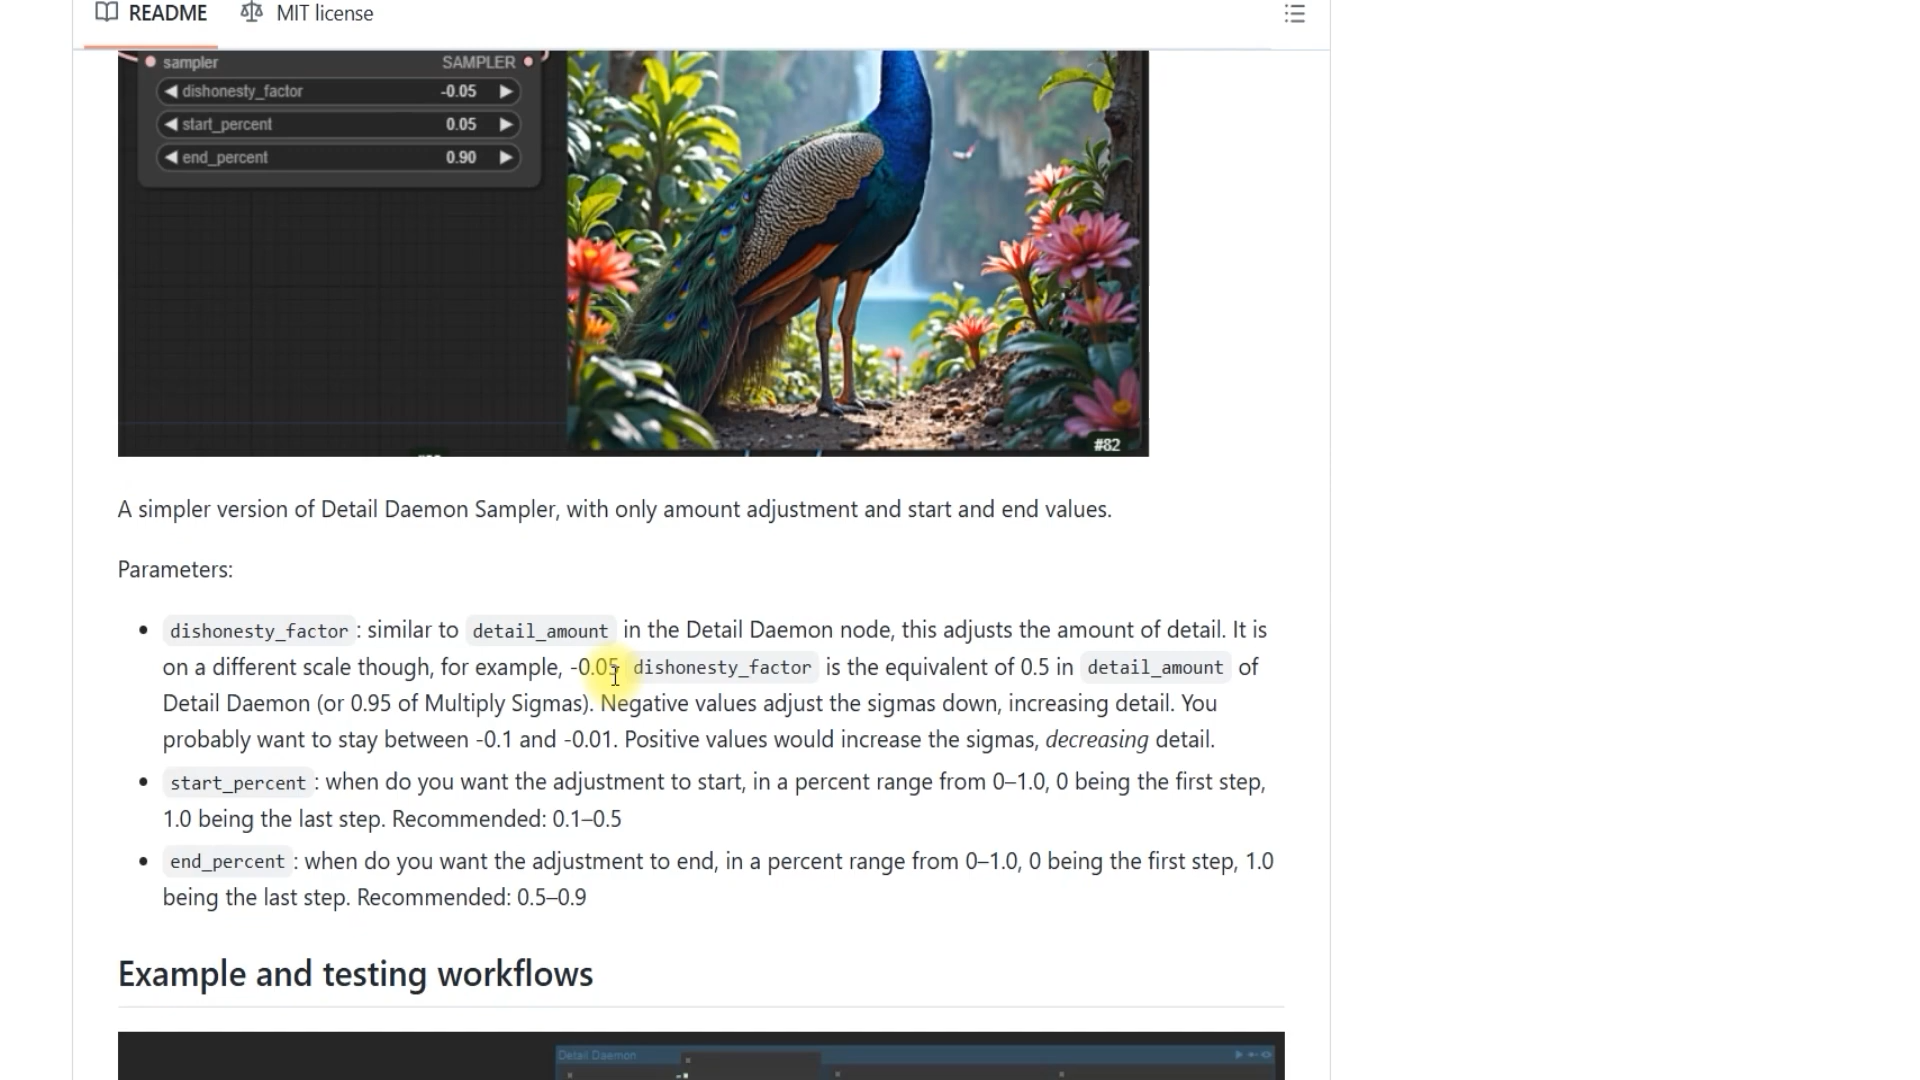 README
MIT license
sampler SAMPLER
dishonesty_factor -0.05
start_percent 0.05
end_percent 0.90
#82
A simpler version of Detail Daemon Sampler, with only amount adjustment and start and end values.
Parameters:
dishonesty_factor : similar to detail_amount in the Detail Daemon node, this adjusts the amount of detail. It is
on a different scale though, for example, -0.05 dishonesty_factor is the equivalent of 0.5 in detail_amount of
Detail Daemon (or 0.95 of Multiply Sigmas). Negative values adjust the sigmas down, increasing detail. You
probably want to stay between -0.1 and -0.01. Positive values would increase the sigmas, decreasing detail.
start_percent : when do you want the adjustment to start, in a percent range from 0–1.0, 0 being the first step,
1.0 being the last step. Recommended: 0.1–0.5
end_percent : when do you want the adjustment to end, in a percent range from 0–1.0, 0 being the first step, 1.0
being the last step. Recommended: 0.5–0.9
Example and testing workflows
Detail Daemon